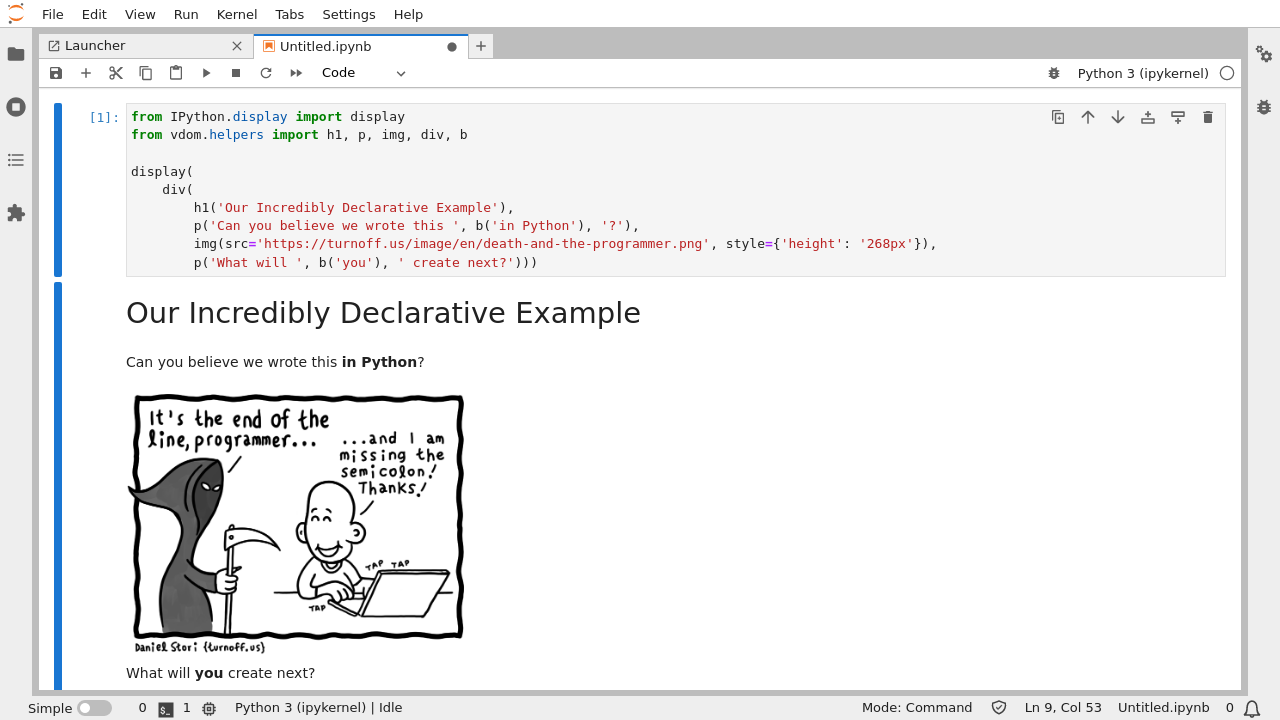 File Edit View Run Kernel Tabs Settings Help
Launcher
Untitled.ipynb
Code
Python 3 (ipykernel)
[1]:
from IPython.display import display
from vdom.helpers import h1, p, img, div, b
display(
    div(
        h1('Our Incredibly Declarative Example'),
        p('Can you believe we wrote this ', b('in Python'), '?'),
        img(src='https://turnoff.us/image/en/death-and-the-programmer.png', style={'height': '268px'}),
        p('What will ', b('you'), ' create next?')))
Our Incredibly Declarative Example
Can you believe we wrote this in Python?
It's the end of the
line, programmer...
...and I am
missing the
semicolon!
Thanks!
TAP TAP
TAP
Daniel Stori {turnoff.us}
What will you create next?
Simple 0 $_ 1 Python 3 (ipykernel) | Idle Mode: Command Ln 9, Col 53 Untitled.ipynb 0